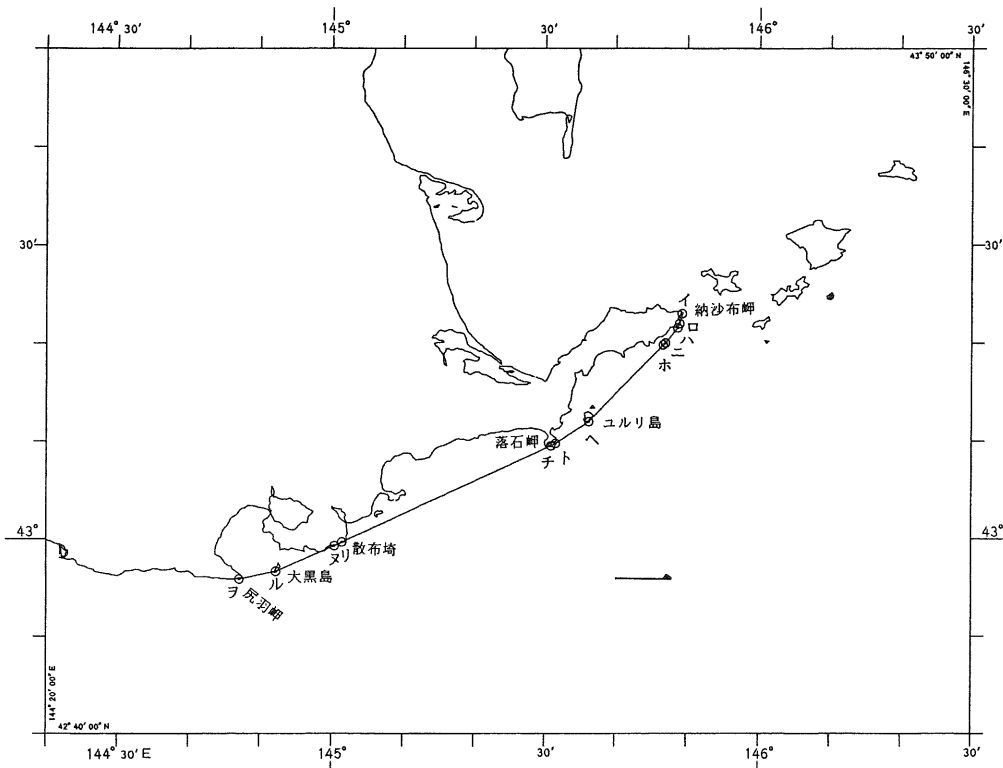 144° 30′ 145° 30′ 146° 30′
43° 50′ 00″ N
146° 30′ 00″ E
30′ 30′
イ
納沙布岬
ロ
ハ
ニ
ホ
ユルリ島
ヘ
落石岬
チ ト
43° 43°
散布埼
ヌ リ
大黒島
ル
ヲ
尻羽岬
144° 20′ 00″ E
42° 40′ 00″ N
144° 30′ E 145° 30′ 146° 30′